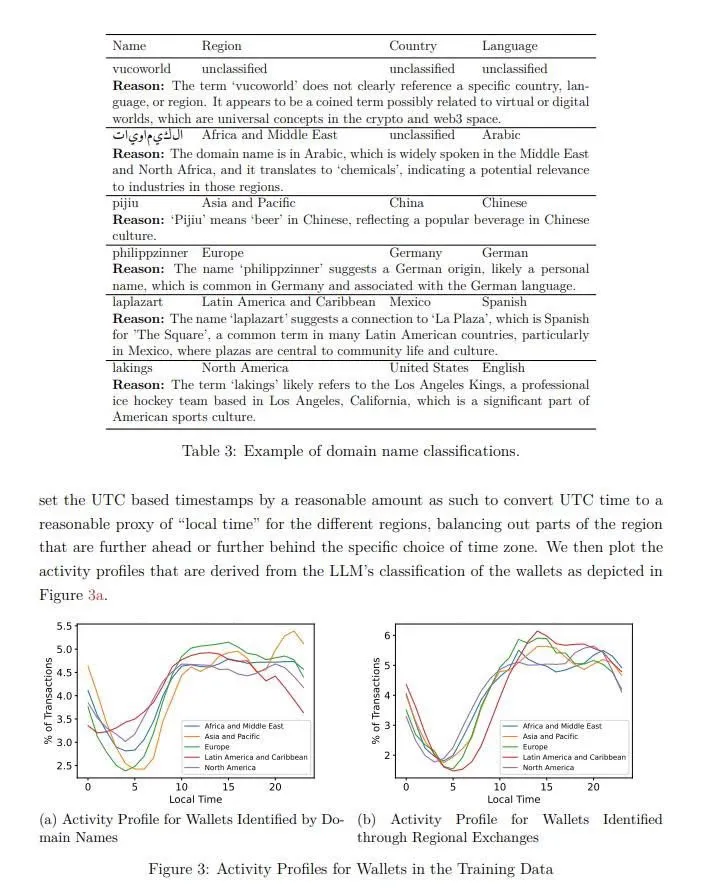 Name Region Country Language
vucoworld unclassified unclassified unclassified
Reason: The term ‘vucoworld’ does not clearly reference a specific country, lan-
guage, or region. It appears to be a coined term possibly related to virtual or digital
worlds, which are universal concepts in the crypto and web3 space.
الكيماويات Africa and Middle East unclassified Arabic
Reason: The domain name is in Arabic, which is widely spoken in the Middle East
and North Africa, and it translates to ‘chemicals’, indicating a potential relevance
to industries in those regions.
pijiu Asia and Pacific China Chinese
Reason: ‘Pijiu’ means ‘beer’ in Chinese, reflecting a popular beverage in Chinese
culture.
philippzinner Europe Germany German
Reason: The name ‘philippzinner’ suggests a German origin, likely a personal
name, which is common in Germany and associated with the German language.
laplazart Latin America and Caribbean Mexico Spanish
Reason: The name ‘laplazart’ suggests a connection to ‘La Plaza’, which is Spanish
for ’The Square’, a common term in many Latin American countries, particularly
in Mexico, where plazas are central to community life and culture.
lakings North America United States English
Reason: The term ‘lakings’ likely refers to the Los Angeles Kings, a professional
ice hockey team based in Los Angeles, California, which is a significant part of
American sports culture.
Table 3: Example of domain name classifications.
set the UTC based timestamps by a reasonable amount as such to convert UTC time to a
reasonable proxy of “local time” for the different regions, balancing out parts of the region
that are further ahead or further behind the specific choice of time zone. We then plot the
activity profiles that are derived from the LLM’s classification of the wallets as depicted in
Figure 3a.
% of Transactions
5.5
5.0
4.5
4.0
3.5
3.0
2.5
Africa and Middle East
Asia and Pacific
Europe
Latin America and Caribbean
North America
0 5 10 15 20
Local Time
(a) Activity Profile for Wallets Identified by Do-
main Names
% of Transactions
6
5
4
3
2
Africa and Middle East
Asia and Pacific
Europe
Latin America and Caribbean
North America
0 5 10 15 20
Local Time
(b) Activity Profile for Wallets Identified
through Regional Exchanges
Figure 3: Activity Profiles for Wallets in the Training Data